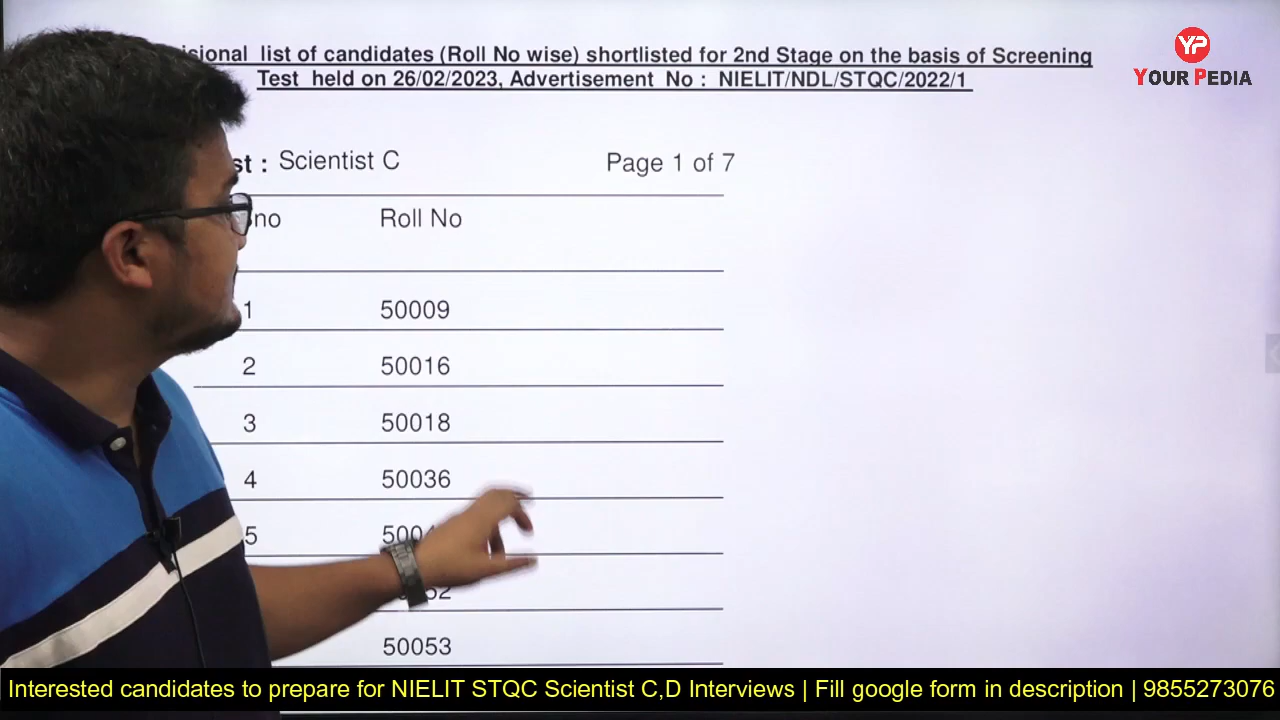 list of candidates (Roll No wise) shortlisted for 2nd Stage on the basis of Screening
Test held on 26/02/2023, Advertisement No : NIELIT/NDL/STQC/2022/1
YP
YOUR PEDIA
Scientist C Page 1 of 7
Roll No
1 50009
2 50016
3 50018
4 50036
5
50053
Interested candidates to prepare for NIELIT STQC Scientist C,D Interviews | Fill google form in description | 9855273076